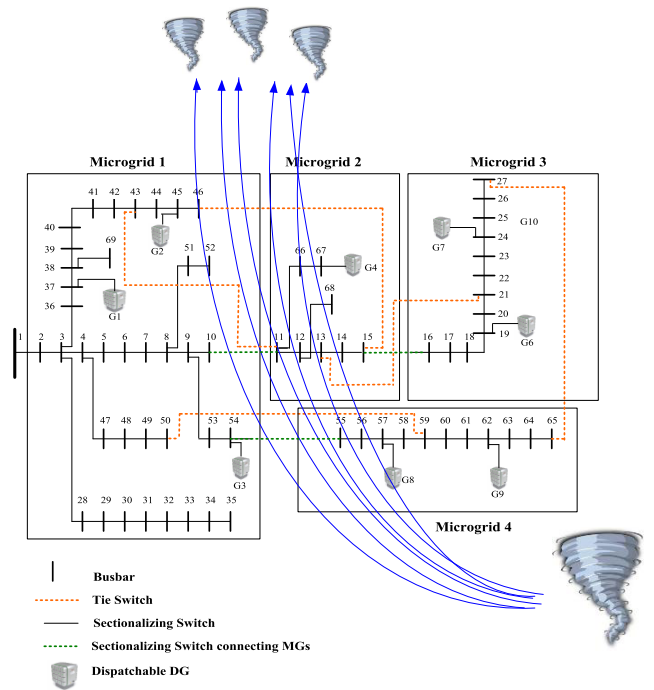 Microgrid 1
Microgrid 2
Microgrid 3
41 42 43 44 45 46
27
26
25
G10
24
G7
23
22
21
20
19
G6
40
39
38
37
36
69
G1
G2
51 52
66 67
G4
68
1 2 3 4 5 6 7 8 9 10 11 12 13 14 15 16 17 18
47 48 49 50
53 54
G3
55 56 57 58 59 60 61 62 63 64 65
G8
G9
28 29 30 31 32 33 34 35
Microgrid 4
Busbar
Tie Switch
Sectionalizing Switch
Sectionalizing Switch connecting MGs
Dispatchable DG